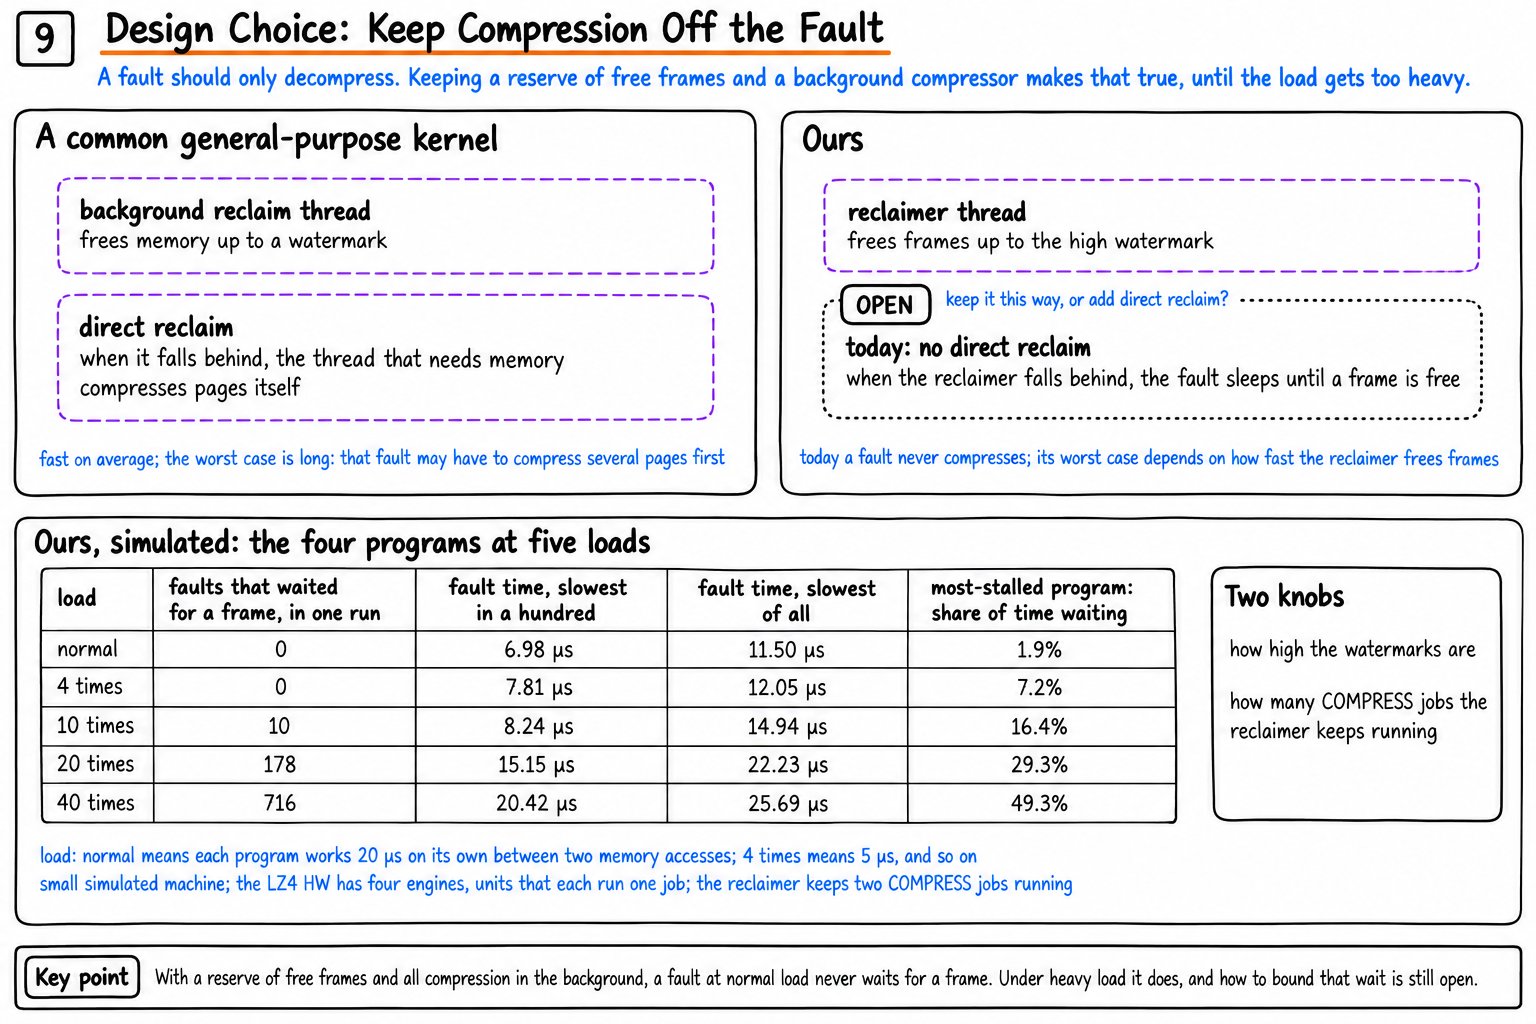 9
Design Choice: Keep Compression Off the Fault
A fault should only decompress. Keeping a reserve of free frames and a background compressor makes that true, until the load gets too heavy.
A common general-purpose kernel
background reclaim thread
frees memory up to a watermark
direct reclaim
when it falls behind, the thread that needs memory
compresses pages itself
fast on average; the worst case is long: that fault may have to compress several pages first
Ours
reclaimer thread
frees frames up to the high watermark
OPEN
keep it this way, or add direct reclaim?
today: no direct reclaim
when the reclaimer falls behind, the fault sleeps until a frame is free
today a fault never compresses; its worst case depends on how fast the reclaimer frees frames
Ours, simulated: the four programs at five loads
load
faults that waited
for a frame, in one run
fault time, slowest
in a hundred
fault time, slowest
of all
most-stalled program:
share of time waiting
normal 0 6.98 µs 11.50 µs 1.9%
4 times 0 7.81 µs 12.05 µs 7.2%
10 times 10 8.24 µs 14.94 µs 16.4%
20 times 178 15.15 µs 22.23 µs 29.3%
40 times 716 20.42 µs 25.69 µs 49.3%
load: normal means each program works 20 µs on its own between two memory accesses; 4 times means 5 µs, and so on
small simulated machine; the LZ4 HW has four engines, units that each run one job; the reclaimer keeps two COMPRESS jobs running
Two knobs
how high the watermarks are
how many COMPRESS jobs the
reclaimer keeps running
Key point
With a reserve of free frames and all compression in the background, a fault at normal load never waits for a frame. Under heavy load it does, and how to bound that wait is still open.